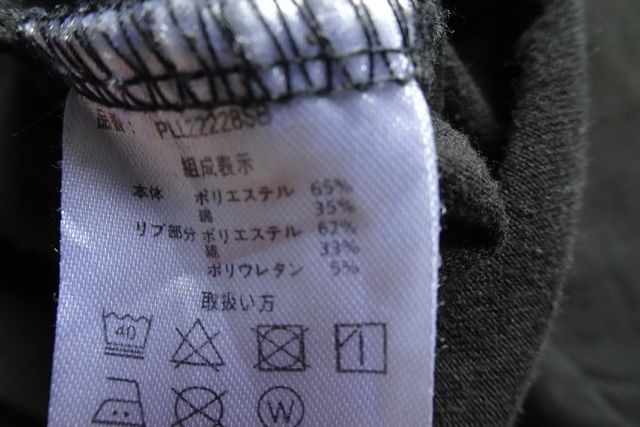 品番： PLL22228SB
組成表示
本体 ポリエステル 65%
綿 35%
リブ部分 ポリエステル 62%
綿 33%
ポリウレタン 5%
取扱い方
40
W